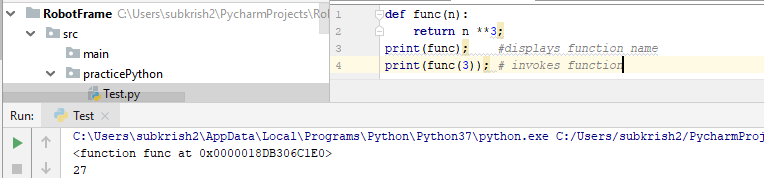 RobotFrame C:\Users\subkrish2\PycharmProjects\Ro
src
main
practicePython
Test.py
1 def func(n):
2 return n **3;
3 print(func); #displays function name
4 print(func(3)); # invokes function
Run: Test
C:\Users\subkrish2\AppData\Local\Programs\Python\Python37\python.exe C:/Users/subkrish2/PycharmProj
<function func at 0x0000018DB306C1E0>
27